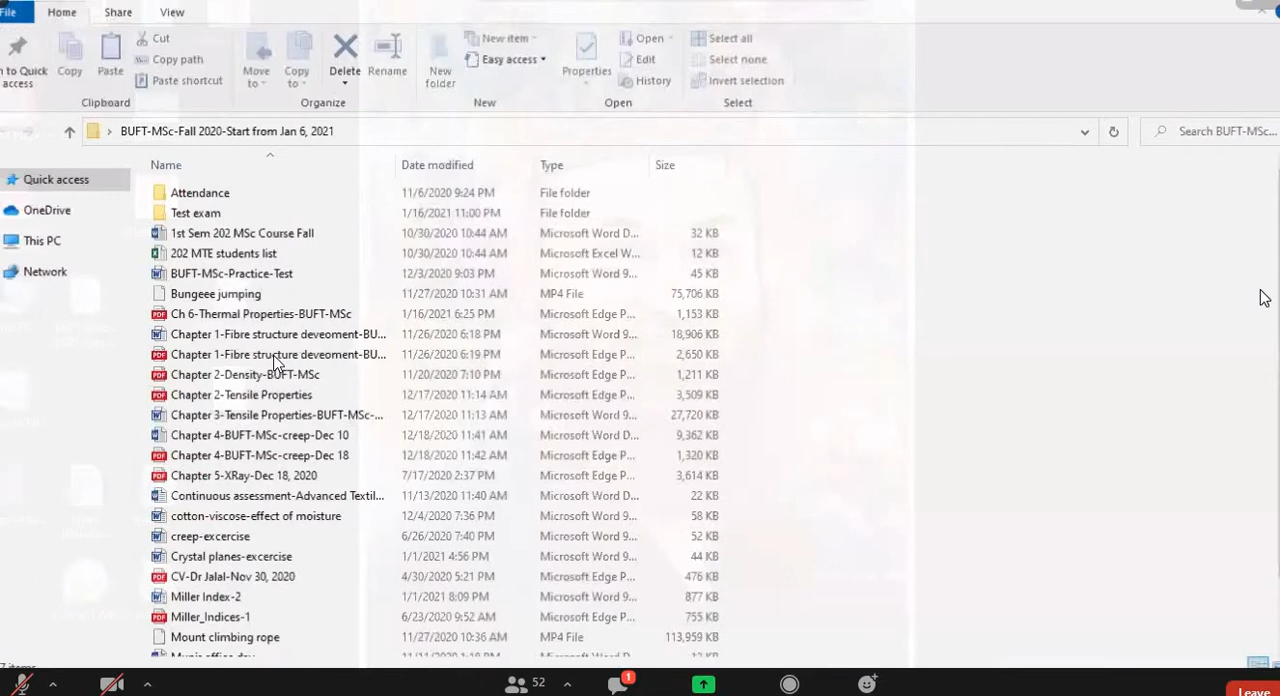 File Home Share View
Cut
Copy path
Paste shortcut
to Quick access
Copy
Paste
Move to
Copy to
Delete
Rename
New folder
New item
Easy access
Properties
Open
Edit
History
Select all
Select none
Invert selection
Clipboard Organize New Open Select
BUFT-MSc-Fall 2020-Start from Jan 6, 2021 Search BUFT-MSc...
Quick access
OneDrive
This PC
Network
Name Date modified Type Size
Attendance 11/6/2020 9:24 PM File folder
Test exam 1/16/2021 11:00 PM File folder
1st Sem 202 MSc Course Fall 10/30/2020 10:44 AM Microsoft Word D... 32 KB
202 MTE students list 10/30/2020 10:44 AM Microsoft Excel W... 12 KB
BUFT-MSc-Practice-Test 12/3/2020 9:03 PM Microsoft Word 9... 45 KB
Bungeee jumping 11/27/2020 10:31 AM MP4 File 75,706 KB
Ch 6-Thermal Properties-BUFT-MSc 1/16/2021 6:25 PM Microsoft Edge P... 1,153 KB
Chapter 1-Fibre structure deveoment-BU... 11/26/2020 6:18 PM Microsoft Word 9... 18,906 KB
Chapter 1-Fibre structure deveoment-BU... 11/26/2020 6:19 PM Microsoft Edge P... 2,650 KB
Chapter 2-Density-BUFT-MSc 11/20/2020 7:10 PM Microsoft Edge P... 1,211 KB
Chapter 2-Tensile Properties 12/17/2020 11:14 AM Microsoft Edge P... 3,509 KB
Chapter 3-Tensile Properties-BUFT-MSc-... 12/17/2020 11:13 AM Microsoft Word 9... 27,720 KB
Chapter 4-BUFT-MSc-creep-Dec 10 12/18/2020 11:41 AM Microsoft Word D... 9,362 KB
Chapter 4-BUFT-MSc-creep-Dec 18 12/18/2020 11:42 AM Microsoft Edge P... 1,320 KB
Chapter 5-XRay-Dec 18, 2020 7/17/2020 2:37 PM Microsoft Edge P... 3,614 KB
Continuous assessment-Advanced Textil... 11/13/2020 11:40 AM Microsoft Word D... 22 KB
cotton-viscose-effect of moisture 12/4/2020 7:36 PM Microsoft Word 9... 58 KB
creep-excercise 6/26/2020 7:40 PM Microsoft Word 9... 52 KB
Crystal planes-excercise 1/1/2021 4:56 PM Microsoft Word 9... 44 KB
CV-Dr Jalal-Nov 30, 2020 4/30/2020 5:21 PM Microsoft Edge P... 476 KB
Miller Index-2 1/1/2021 8:09 PM Microsoft Word 9... 877 KB
Miller_Indices-1 6/23/2020 9:52 AM Microsoft Edge P... 755 KB
Mount climbing rope 11/27/2020 10:36 AM MP4 File 113,959 KB
52
1
Leave